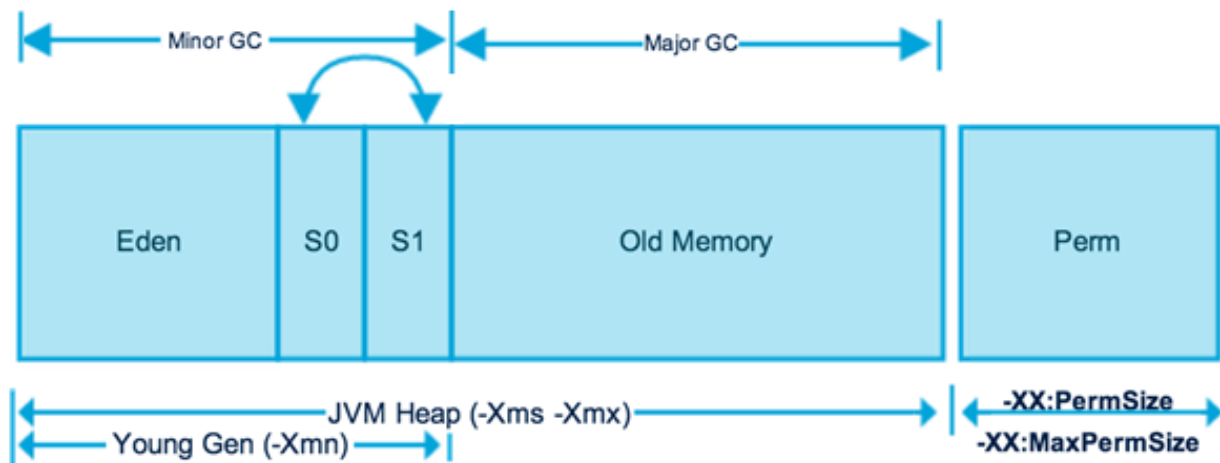 Minor GC
Major GC
Eden
S0
S1
Old Memory
Perm
JVM Heap (-Xms -Xmx)
-XX:PermSize
Young Gen (-Xmn)
-XX:MaxPermSize